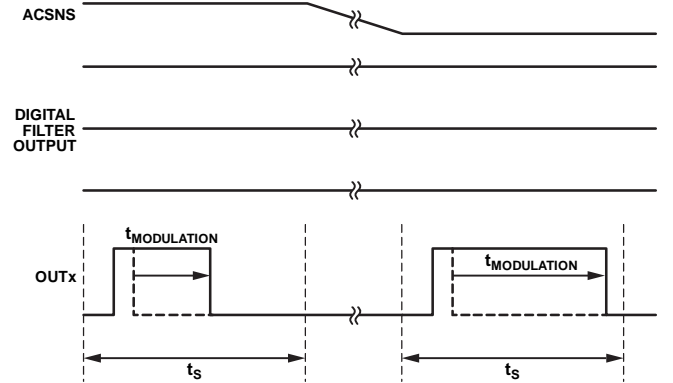 ACSNS
DIGITAL
FILTER
OUTPUT
tMODULATION
tMODULATION
OUTx
tS
tS